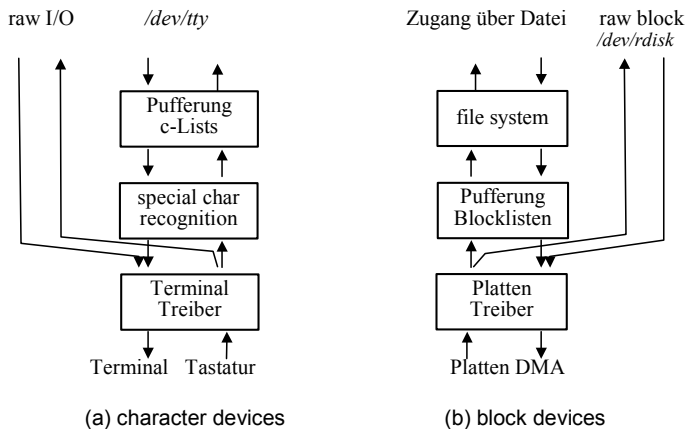 raw I/O
/dev/tty
Pufferung
c-Lists
special char
recognition
Terminal
Treiber
Terminal Tastatur
(a) character devices
Zugang über Datei
raw block
/dev/rdisk
file system
Pufferung
Blocklisten
Platten
Treiber
Platten DMA
(b) block devices